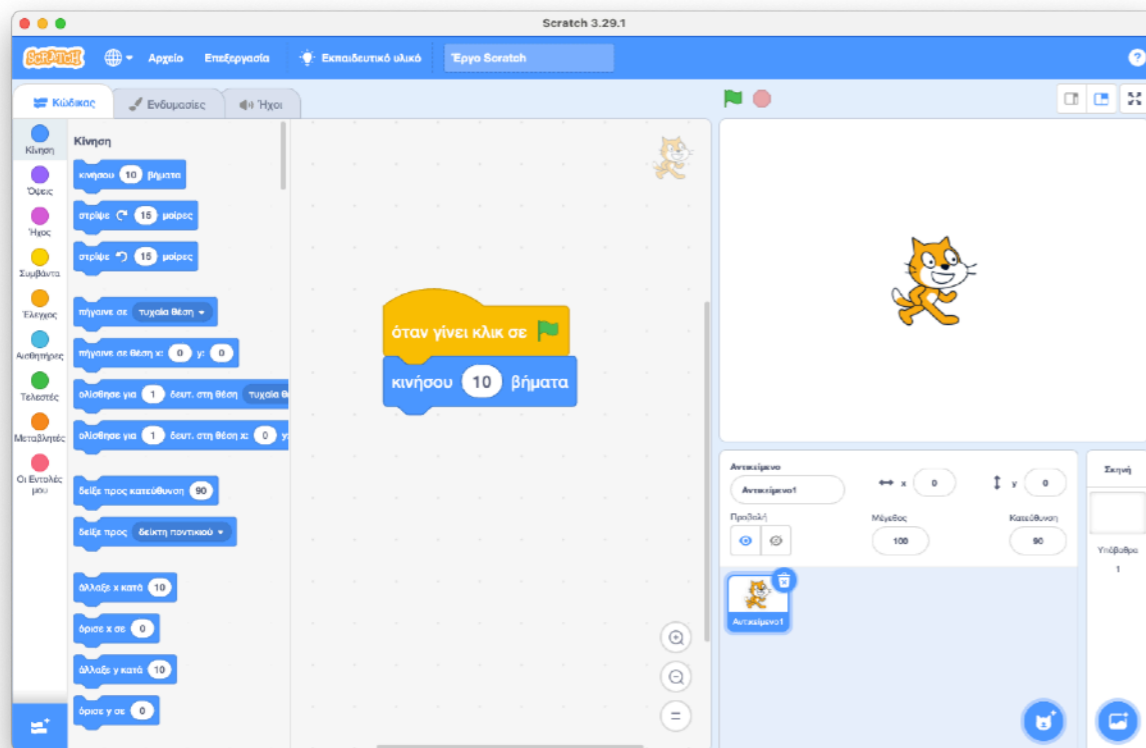 Scratch 3.29.1
SCRATCH
Αρχείο
Επεξεργασία
Εκπαιδευτικό υλικό
Έργο Scratch
?
Κώδικας
Ενδυμασίες
Ήχοι
Κίνηση
Όψεις
Ήχος
Συμβάντα
Έλεγχος
Αισθητήρες
Τελεστές
Μεταβλητές
Οι Εντολές
μου
Κίνηση
κινήσου 10 βήματα
στρίψε 15 μοίρες
στρίψε 15 μοίρες
πήγαινε σε τυχαία θέση
πήγαινε σε θέση x: 0 y: 0
ολίσθησε για 1 δευτ. στη θέση τυχαία θ
ολίσθησε για 1 δευτ. στη θέση x: 0 y:
δείξε προς κατεύθυνση 90
δείξε προς δείκτη ποντικιού
άλλαξε x κατά 10
όρισε x σε 0
άλλαξε y κατά 10
όρισε y σε 0
όταν γίνει κλικ σε
κινήσου 10 βήματα
Αντικείμενο
Αντικείμενο1
x 0
y 0
Προβολή
Μέγεθος
100
Κατεύθυνση
90
Αντικείμενο1
Σκηνή
Υπόβαθρα
1